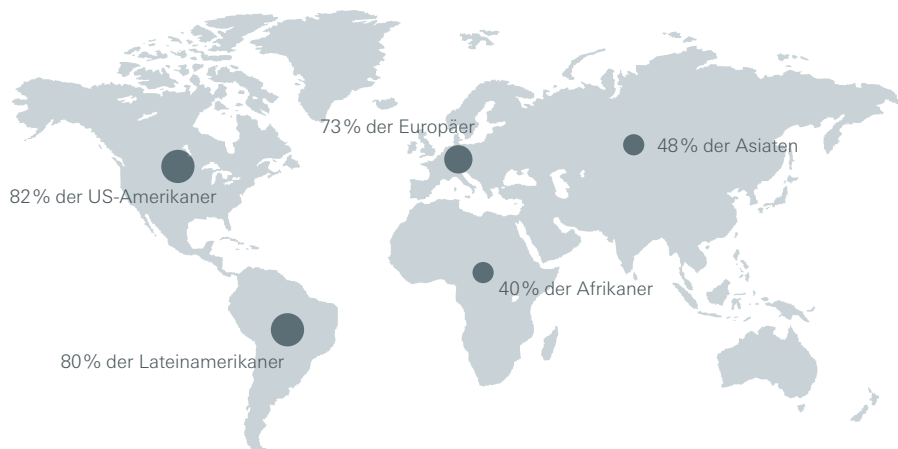 73 % der Europäer
48 % der Asiaten
82 % der US-Amerikaner
40 % der Afrikaner
80 % der Lateinamerikaner